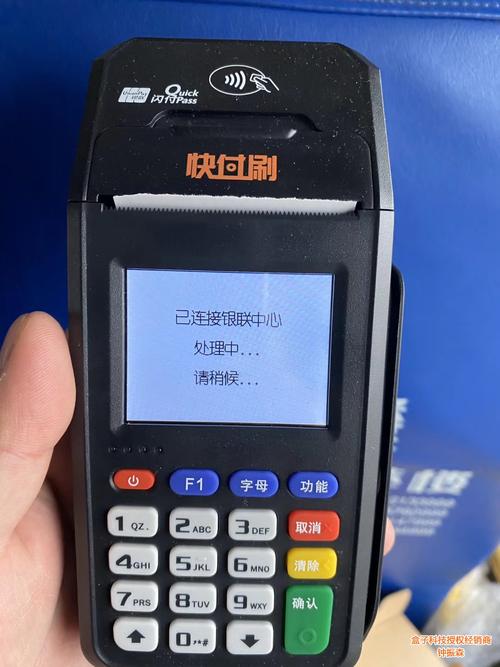 Quick
闪付 Pass
快付刷
已连接银联中心
处理中...
请稍候...
F1 字母 功能
1 QZ. 2 ABC 3 DEF 取消
4 GHI 5 JKL 6 MNO 清除
7 PRS 8 TUV 9 WXY 确认
0 .*#
盒子科技授权经销商
钟振森